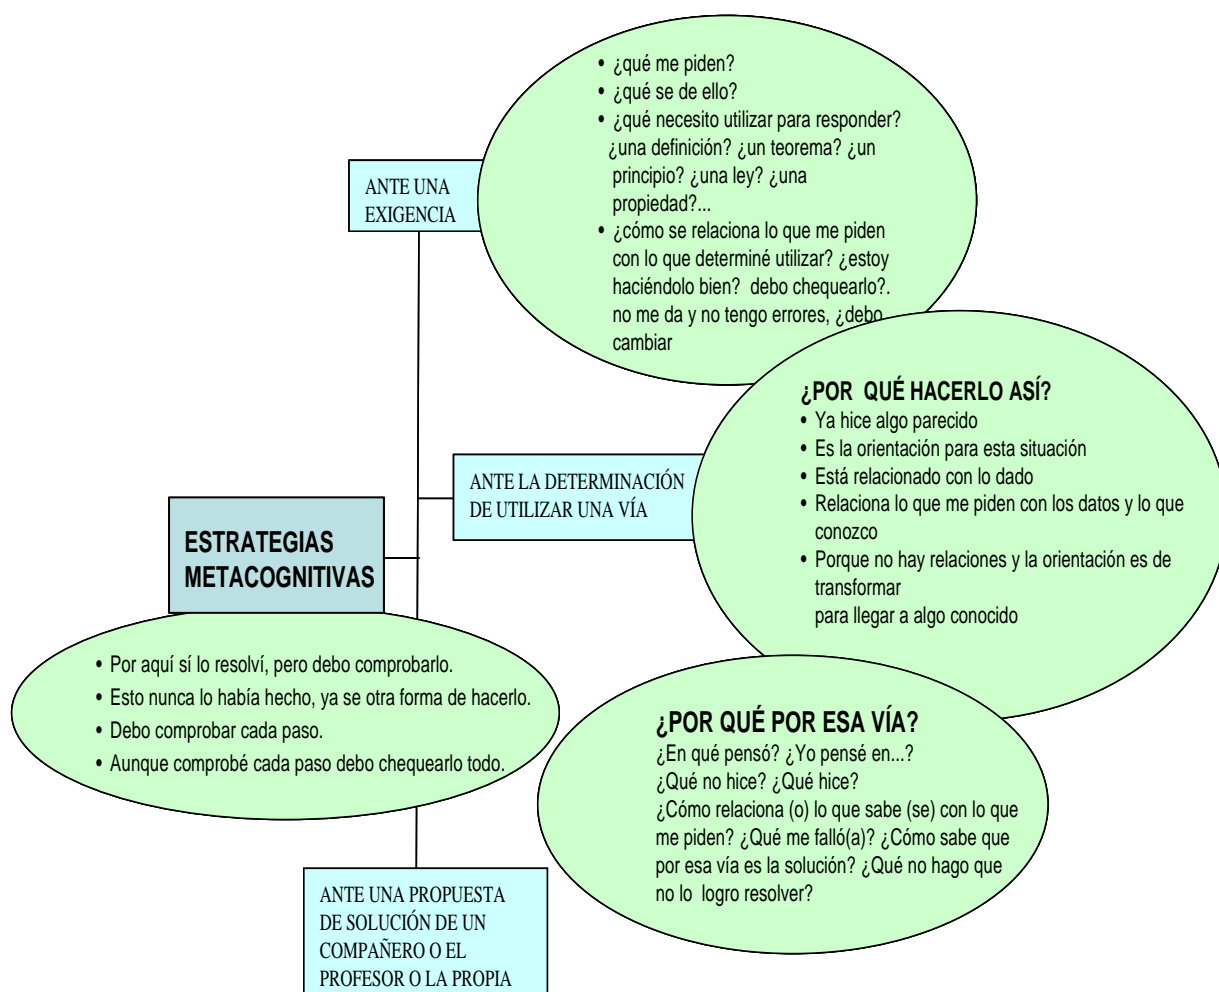 • ¿qué me piden?
• ¿qué se de ello?
• ¿qué necesito utilizar para responder?
¿una definición? ¿un teorema? ¿un
principio? ¿una ley? ¿una
propiedad?...
• ¿cómo se relaciona lo que me piden
con lo que determiné utilizar? ¿estoy
haciéndolo bien?  debo chequearlo?.
no me da y no tengo errores, ¿debo
cambiar
ANTE UNA
EXIGENCIA
¿POR  QUÉ HACERLO ASÍ?
• Ya hice algo parecido
• Es la orientación para esta situación
• Está relacionado con lo dado
• Relaciona lo que me piden con los datos y lo que
conozco
• Porque no hay relaciones y la orientación es de
transformar
para llegar a algo conocido
ANTE LA DETERMINACIÓN
DE UTILIZAR UNA VÍA
ESTRATEGIAS
METACOGNITIVAS
• Por aquí sí lo resolví, pero debo comprobarlo.
• Esto nunca lo había hecho, ya se otra forma de hacerlo.
• Debo comprobar cada paso.
• Aunque comprobé cada paso debo chequearlo todo.
¿POR QUÉ POR ESA VÍA?
¿En qué pensó? ¿Yo pensé en...?
¿Qué no hice? ¿Qué hice?
¿Cómo relaciona (o) lo que sabe (se) con lo que
me piden? ¿Qué me falló(a)? ¿Cómo sabe que
por esa vía es la solución? ¿Qué no hago que
no lo  logro resolver?
ANTE UNA PROPUESTA
DE SOLUCIÓN DE UN
COMPAÑERO O EL
PROFESOR O LA PROPIA